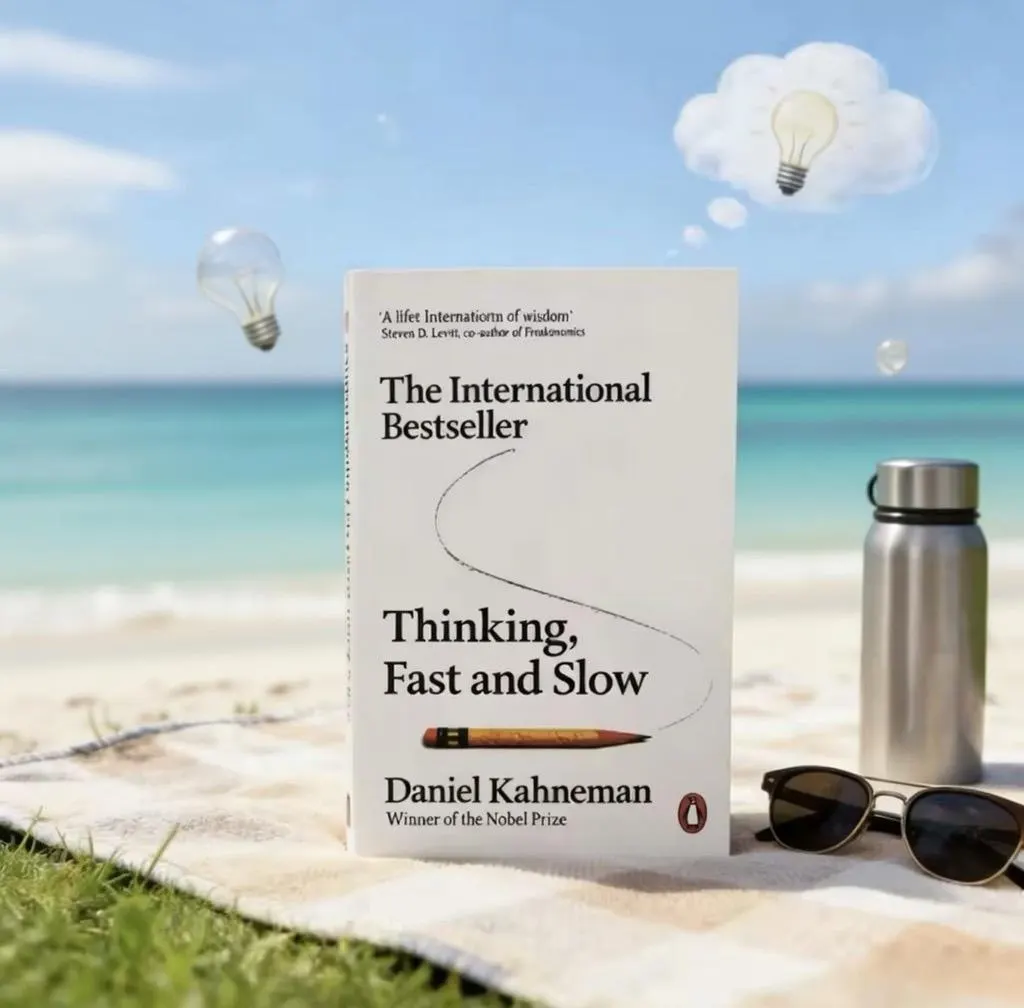 'A lifet Internatiorn of wisdom'
Steven D. Levitt, co-author of Freakonomics
The International
Bestseller
Thinking,
Fast and Slow
Daniel Kahneman
Winner of the Nobel Prize